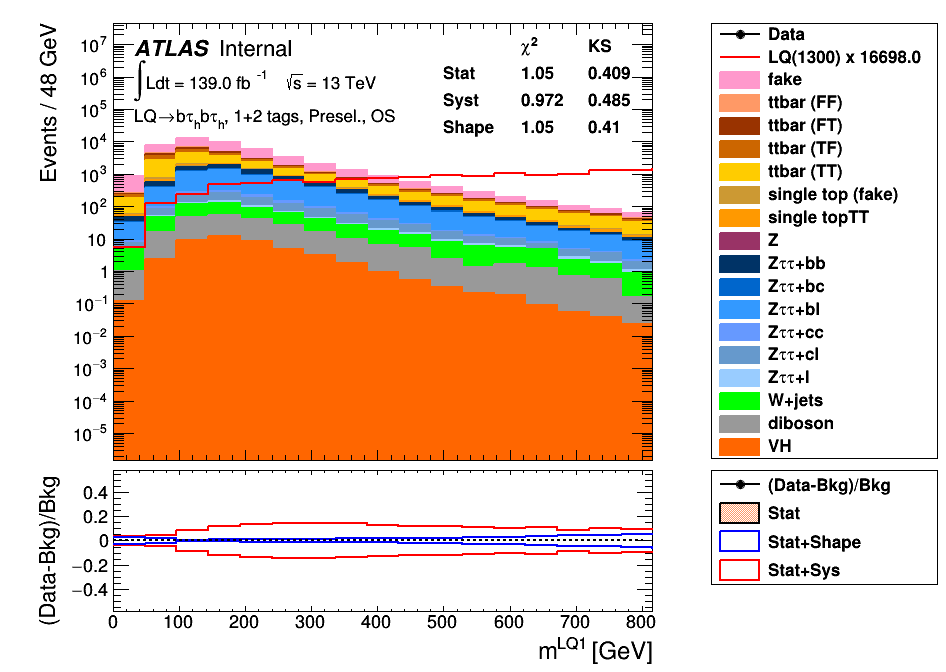 ATLAS Internal
∫ Ldt = 139.0 fb⁻¹ √s = 13 TeV
LQ→bτₕbτₕ, 1+2 tags, Presel., OS
χ² KS
Stat 1.05 0.409
Syst 0.972 0.485
Shape 1.05 0.41
Events / 48 GeV
10⁷
10⁶
10⁵
10⁴
10³
10²
10
1
10⁻¹
10⁻²
10⁻³
10⁻⁴
10⁻⁵
Data
LQ(1300) x 16698.0
fake
ttbar (FF)
ttbar (FT)
ttbar (TF)
ttbar (TT)
single top (fake)
single topTT
Z
Zττ+bb
Zττ+bc
Zττ+bl
Zττ+cc
Zττ+cl
Zττ+l
W+jets
diboson
VH
(Data-Bkg)/Bkg
0.4
0.2
0
−0.2
−0.4
0 100 200 300 400 500 600 700 800
m^LQ1 [GeV]
(Data-Bkg)/Bkg
Stat
Stat+Shape
Stat+Sys